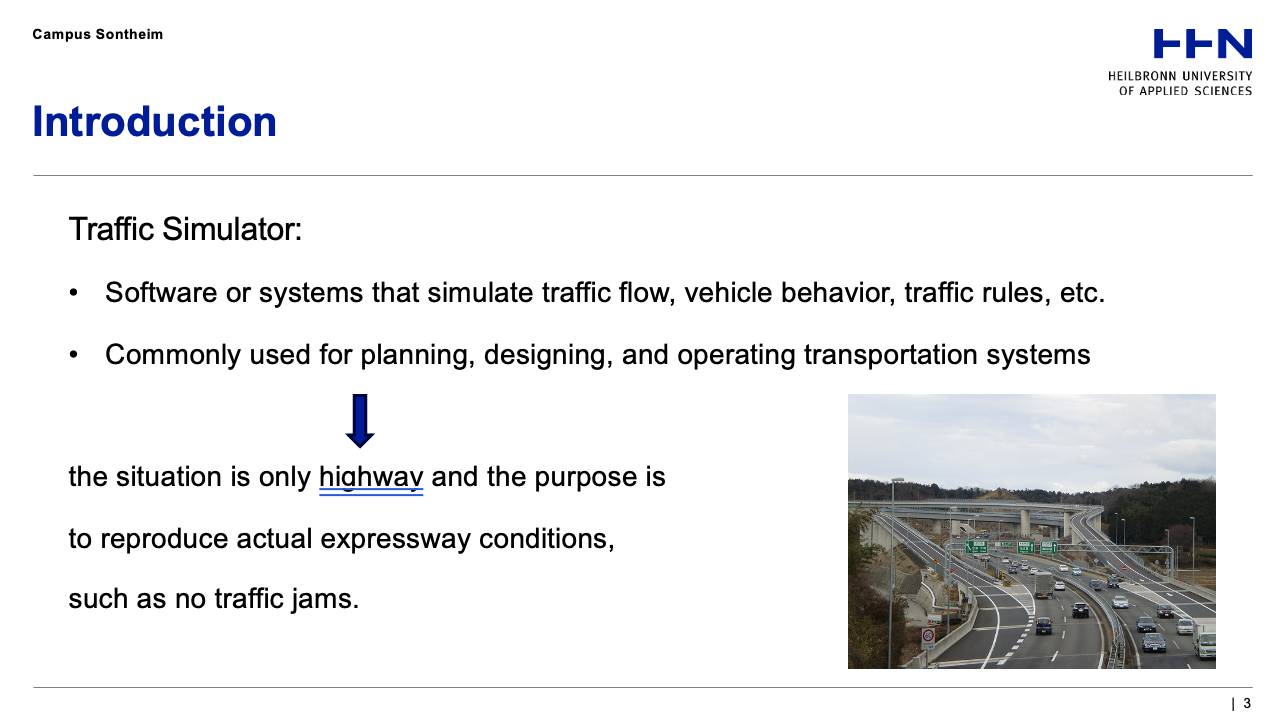 Campus Sontheim
HHN
HEILBRONN UNIVERSITY
OF APPLIED SCIENCES
Introduction
Traffic Simulator:
• Software or systems that simulate traffic flow, vehicle behavior, traffic rules, etc.
• Commonly used for planning, designing, and operating transportation systems
the situation is only highway and the purpose is
to reproduce actual expressway conditions,
such as no traffic jams.
| 3